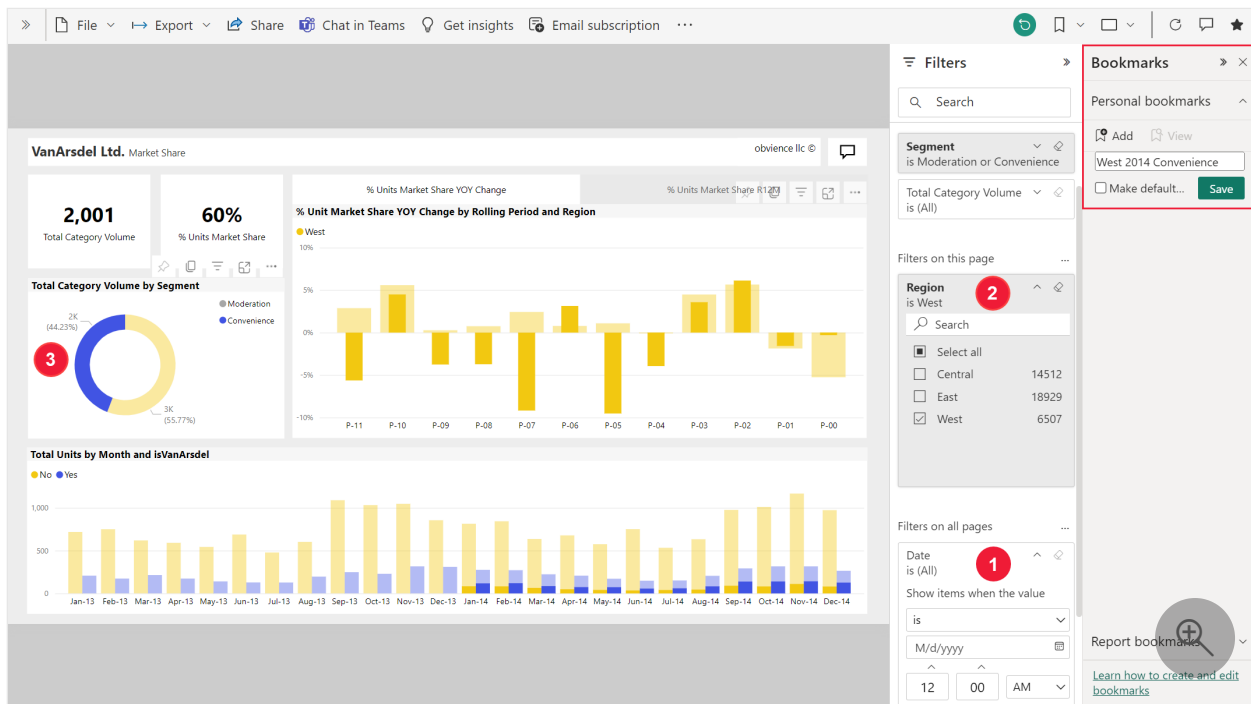 File
Export
Share
Chat in Teams
Get insights
Email subscription
VanArsdel Ltd. Market Share
obvience llc ©
2,001
Total Category Volume
60%
% Units Market Share
% Units Market Share YOY Change
% Units Market Share R12M
% Unit Market Share YOY Change by Rolling Period and Region
West
10%
5%
0%
-5%
-10%
P-11 P-10 P-09 P-08 P-07 P-06 P-05 P-04 P-03 P-02 P-01 P-00
Total Category Volume by Segment
Moderation
Convenience
2K
(44.23%)
3
3K
(55.77%)
Total Units by Month and isVanArsdel
No Yes
1,000
500
0
Jan-13 Feb-13 Mar-13 Apr-13 May-13 Jun-13 Jul-13 Aug-13 Sep-13 Oct-13 Nov-13 Dec-13 Jan-14 Feb-14 Mar-14 Apr-14 May-14 Jun-14 Jul-14 Aug-14 Sep-14 Oct-14 Nov-14 Dec-14
Filters
Search
Segment
is Moderation or Convenience
Total Category Volume
is (All)
Filters on this page
Region
is West
2
Search
Select all
Central 14512
East 18929
West 6507
Filters on all pages
Date
is (All)
1
Show items when the value
is
M/d/yyyy
12 00 AM
Bookmarks
Personal bookmarks
Add View
West 2014 Convenience
Make default...
Save
Report bookmarks
Learn how to create and edit
bookmarks